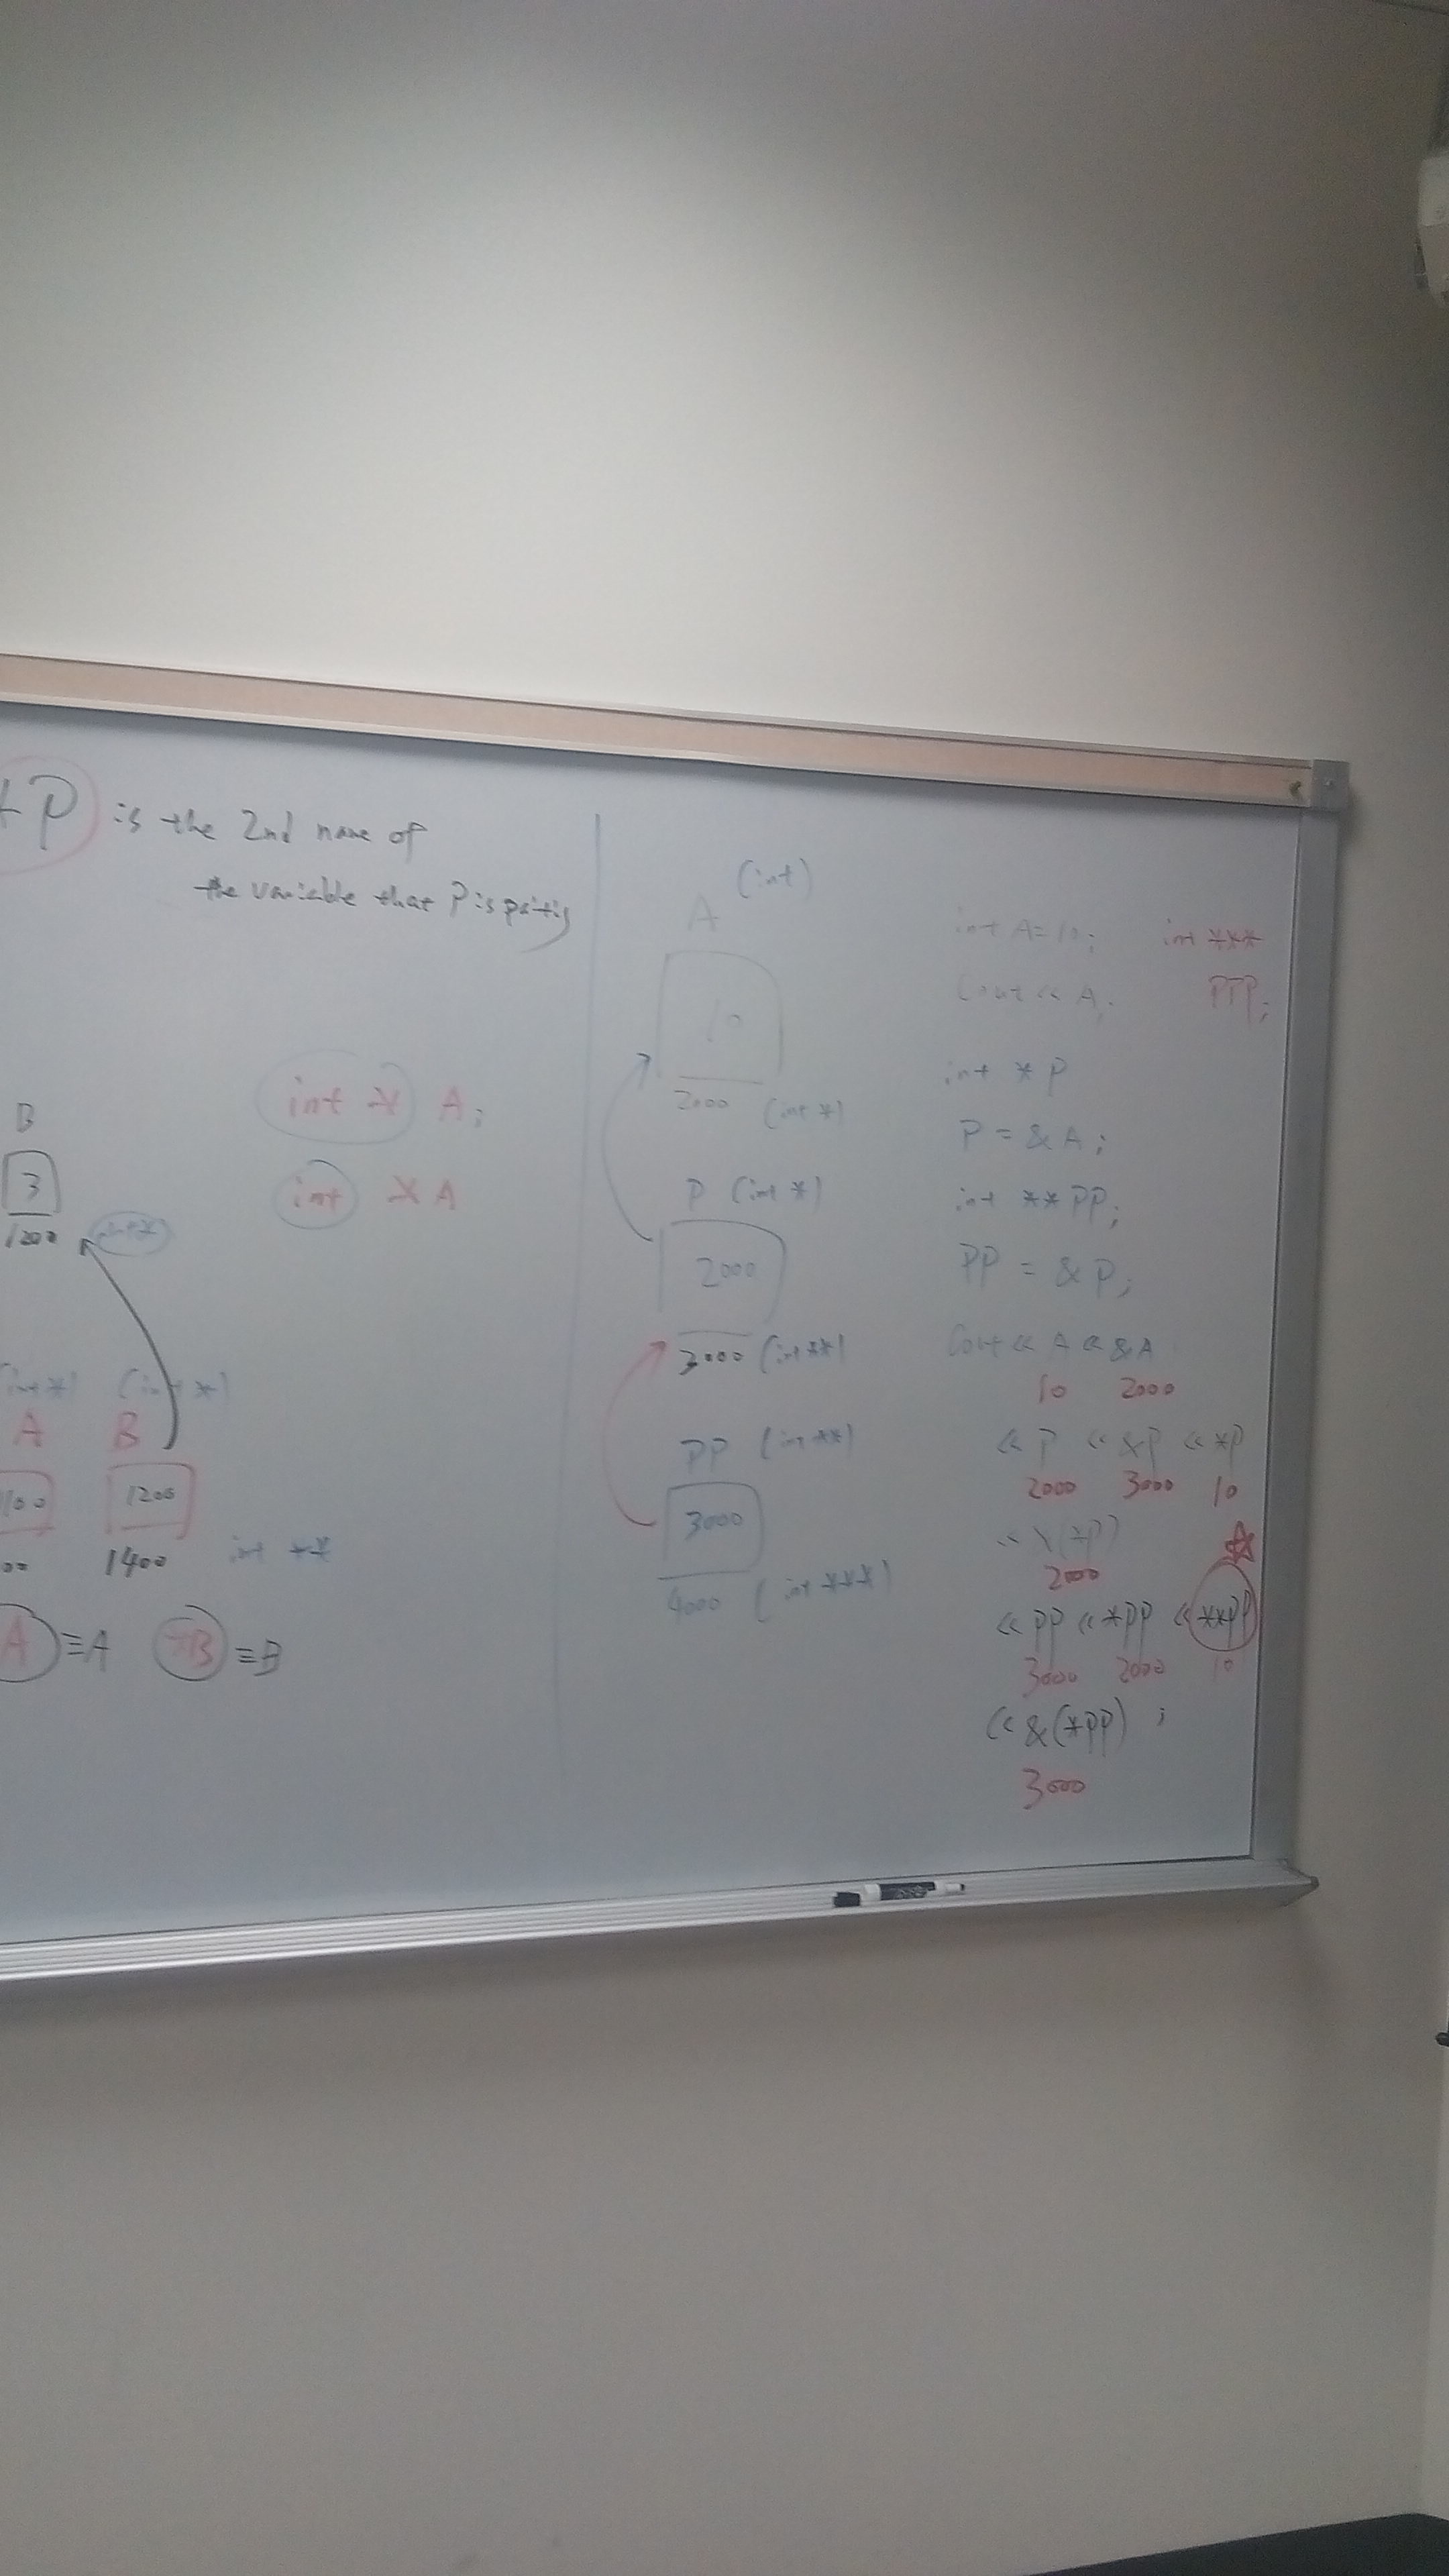 *P is the 2nd name of
the variable that P is
B
3
1200 (int*)
int * A;
int * A
(int*) (int *)
A B
1200
1400 int **
A ≡ A *B ≡ B
A (int)
10
2000 (int *)
P (int *)
2000
3000 (int **)
PP (int **)
3000
4000 (int ***)
int A = 10; int ***
Cout << A; PPP;
int * P
P = & A;
int ** PP;
PP = & P;
Cout << A << & A
10 2000
<< P << &P << *P
2000 3000 10
<< &(*P)
2000
<< PP << *PP << **PP
3000 2000 10
<< &(*PP) ;
3000